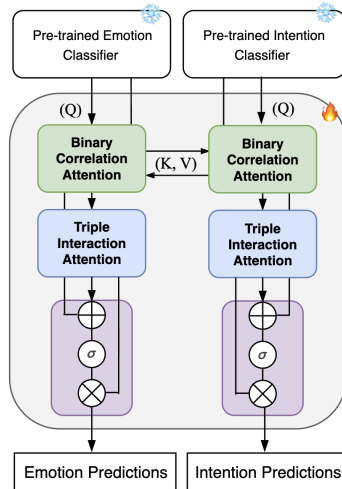 Pre-trained Emotion
Classifier
Pre-trained Intention
Classifier
(Q)
(Q)
Binary
Correlation
Attention
(K, V)
Binary
Correlation
Attention
Triple
Interaction
Attention
Triple
Interaction
Attention
σ
σ
Emotion Predictions
Intention Predictions